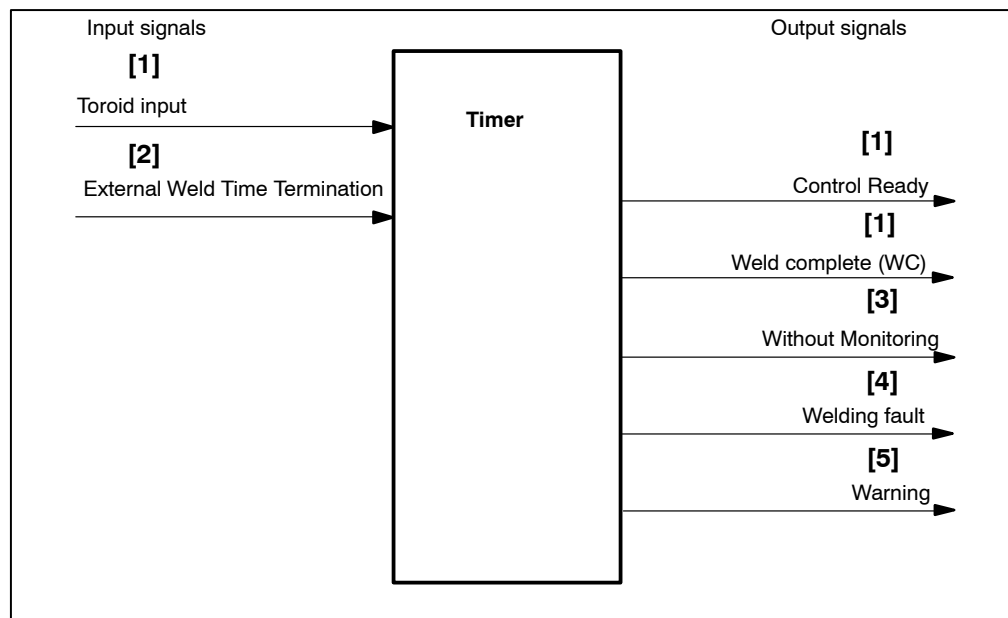 Input signals
Output signals
[1]
Toroid input
Timer
[2]
[1]
External Weld Time Termination
Control Ready
[1]
Weld complete (WC)
[3]
Without Monitoring
[4]
Welding fault
[5]
Warning